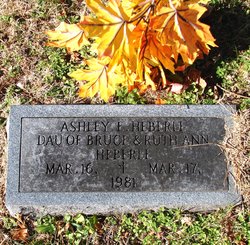 ASHLEY E. HEBERLE
DAU OF BRUCE & RUTH ANN
HEBERLE
MAR. 16, MAR. 17,
1981